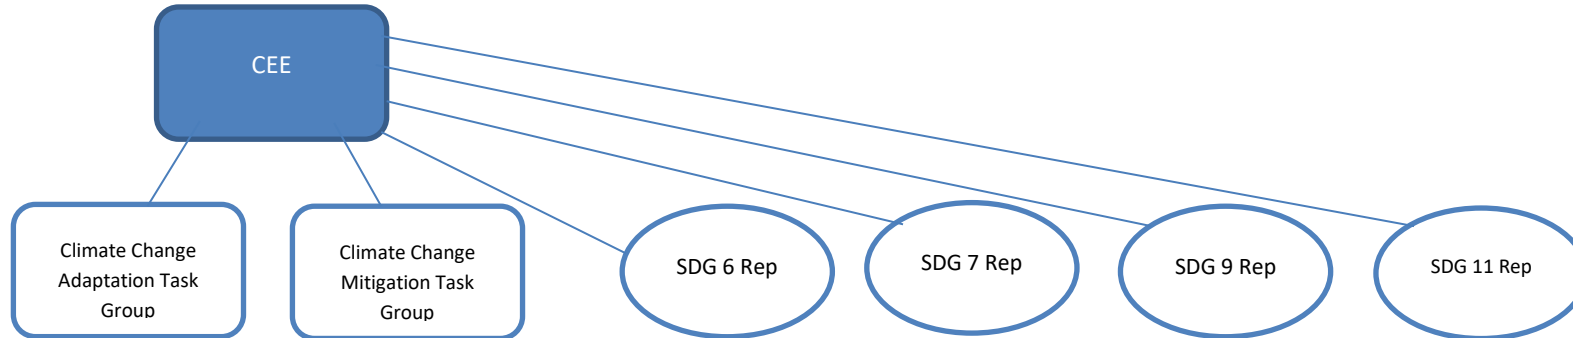 CEE
Climate Change
Adaptation Task
Group
Climate Change
Mitigation Task
Group
SDG 6 Rep
SDG 7 Rep
SDG 9 Rep
SDG 11 Rep